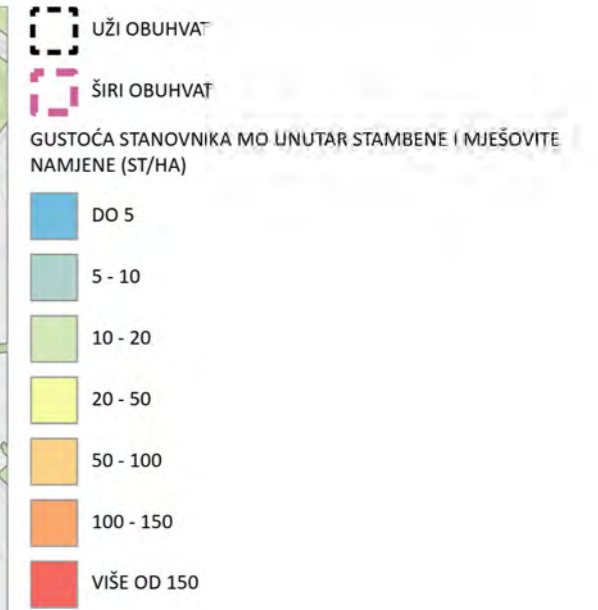 UŽI OBUHVAT
ŠIRI OBUHVAT
GUSTOĆA STANOVNIKA MO UNUTAR STAMBENE I MJEŠOVITE
NAMJENE (ST/HA)
DO 5
5 - 10
10 - 20
20 - 50
50 - 100
100 - 150
VIŠE OD 150